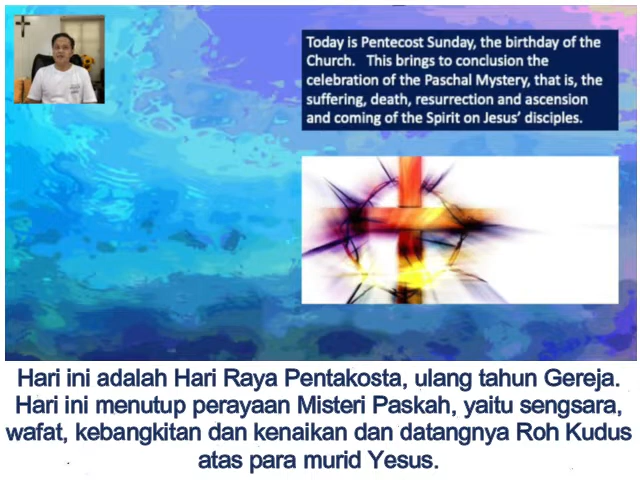 Today is Pentecost Sunday, the birthday of the
Church. This brings to conclusion the
celebration of the Paschal Mystery, that is, the
suffering, death, resurrection and ascension
and coming of the Spirit on Jesus’ disciples.
Hari ini adalah Hari Raya Pentakosta, ulang tahun Gereja.
Hari ini menutup perayaan Misteri Paskah, yaitu sengsara,
wafat, kebangkitan dan kenaikan dan datangnya Roh Kudus
atas para murid Yesus.